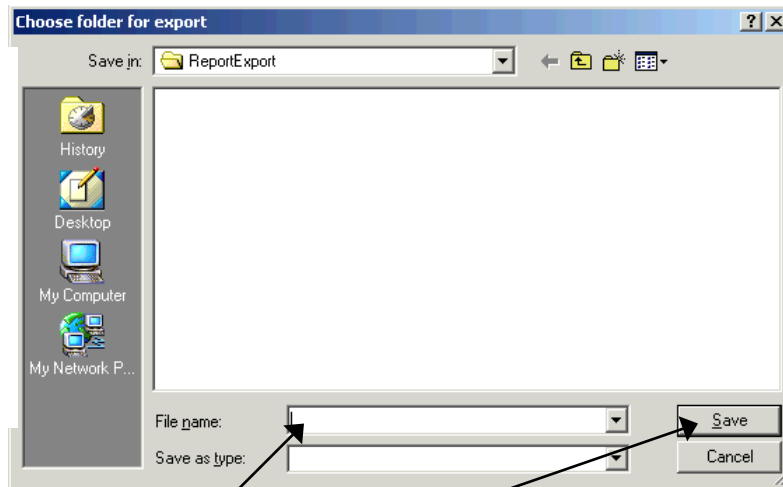 Choose folder for export
Save in: ReportExport
History
Desktop
My Computer
My Network P...
File name:
Save
Save as type:
Cancel